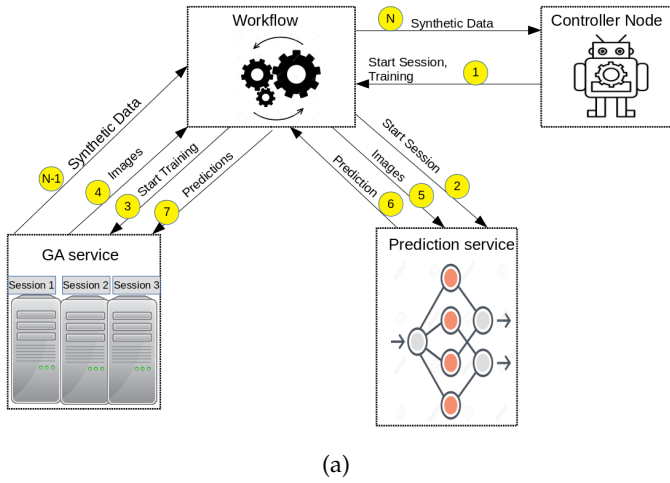 Workflow
N
Synthetic Data
Controller Node
Start Session,
Training
1
N-1
Synthetic Data
4
Images
3
Start Training
7
Predictions
Prediction
6
Images
5
Start Session
2
GA service
Session 1
Session 2
Session 3
Prediction service
(a)